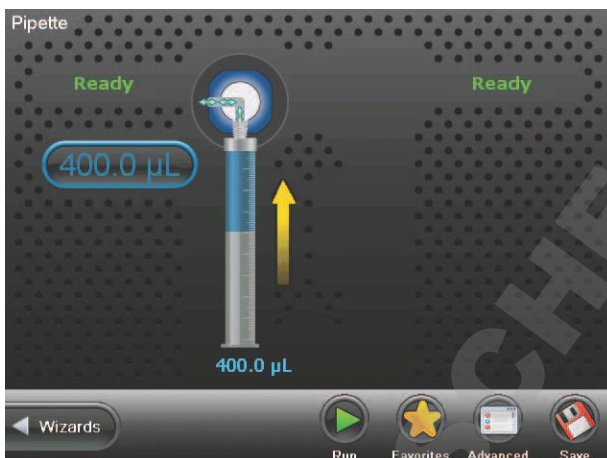 Pipette
Ready
Ready
400.0 µL
400.0 µL
Wizards
Run
Favorites
Advanced
Save